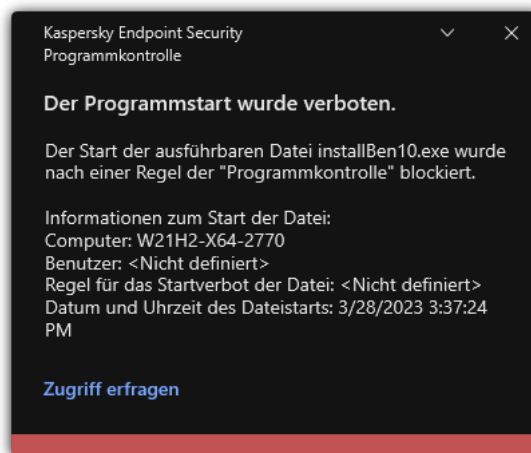 Kaspersky Endpoint Security
Programmkontrolle
Der Programmstart wurde verboten.
Der Start der ausführbaren Datei installBen10.exe wurde
nach einer Regel der "Programmkontrolle" blockiert.
Informationen zum Start der Datei:
Computer: W21H2-X64-2770
Benutzer: <Nicht definiert>
Regel für das Startverbot der Datei: <Nicht definiert>
Datum und Uhrzeit des Dateistarts: 3/28/2023 3:37:24
PM
Zugriff erfragen